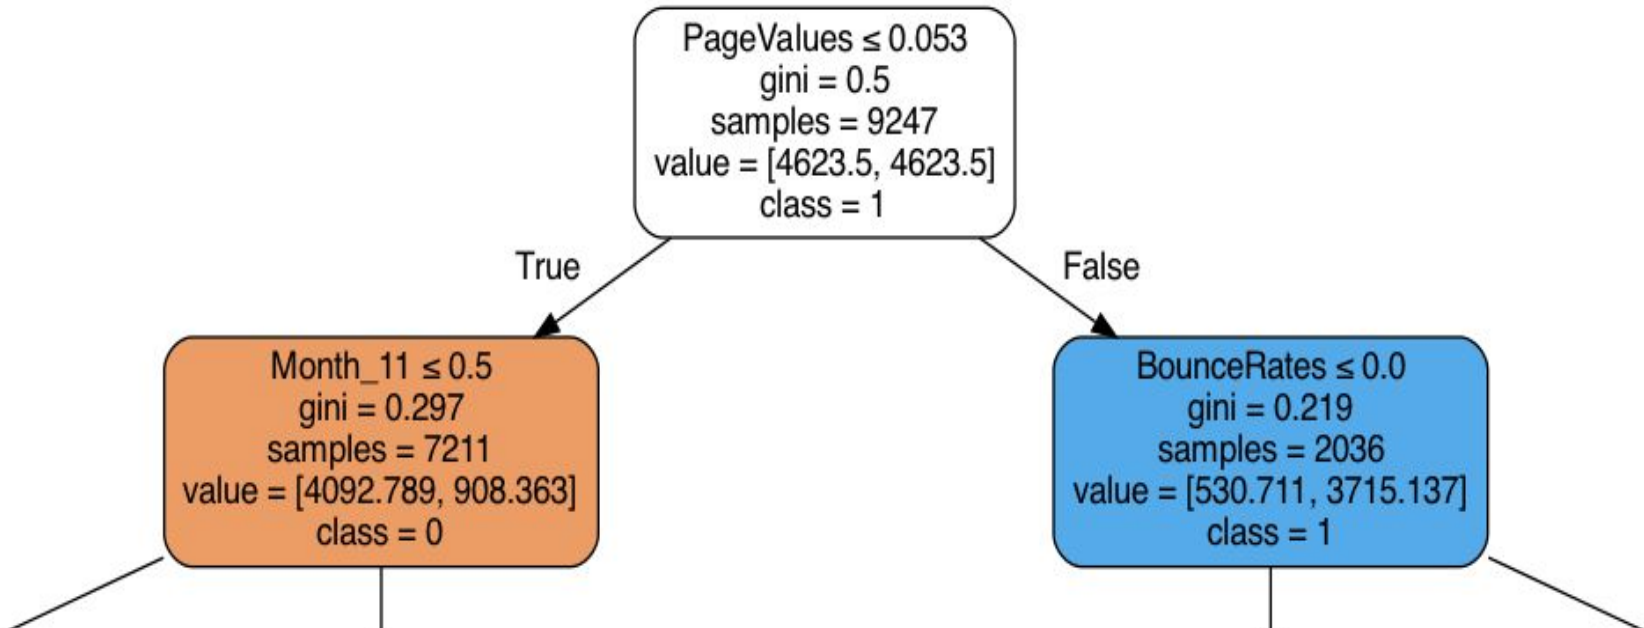 PageValues ≤ 0.053
gini = 0.5
samples = 9247
value = [4623.5, 4623.5]
class = 1
True
False
Month_11 ≤ 0.5
gini = 0.297
samples = 7211
value = [4092.789, 908.363]
class = 0
BounceRates ≤ 0.0
gini = 0.219
samples = 2036
value = [530.711, 3715.137]
class = 1